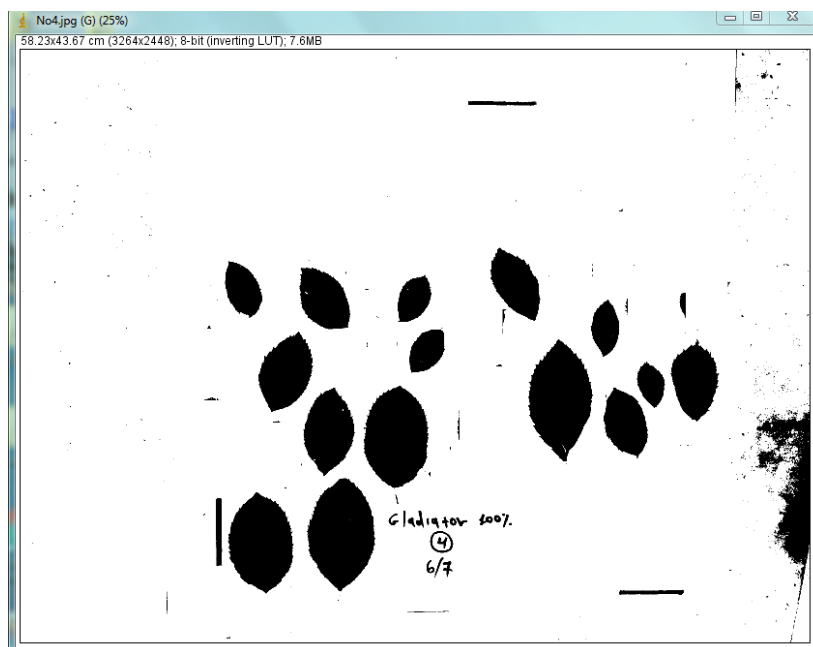 No4.jpg (G) (25%)
58.23x43.67 cm (3264x2448); 8-bit (inverting LUT); 7.6MB
Gladiator 100%.
4
6/7